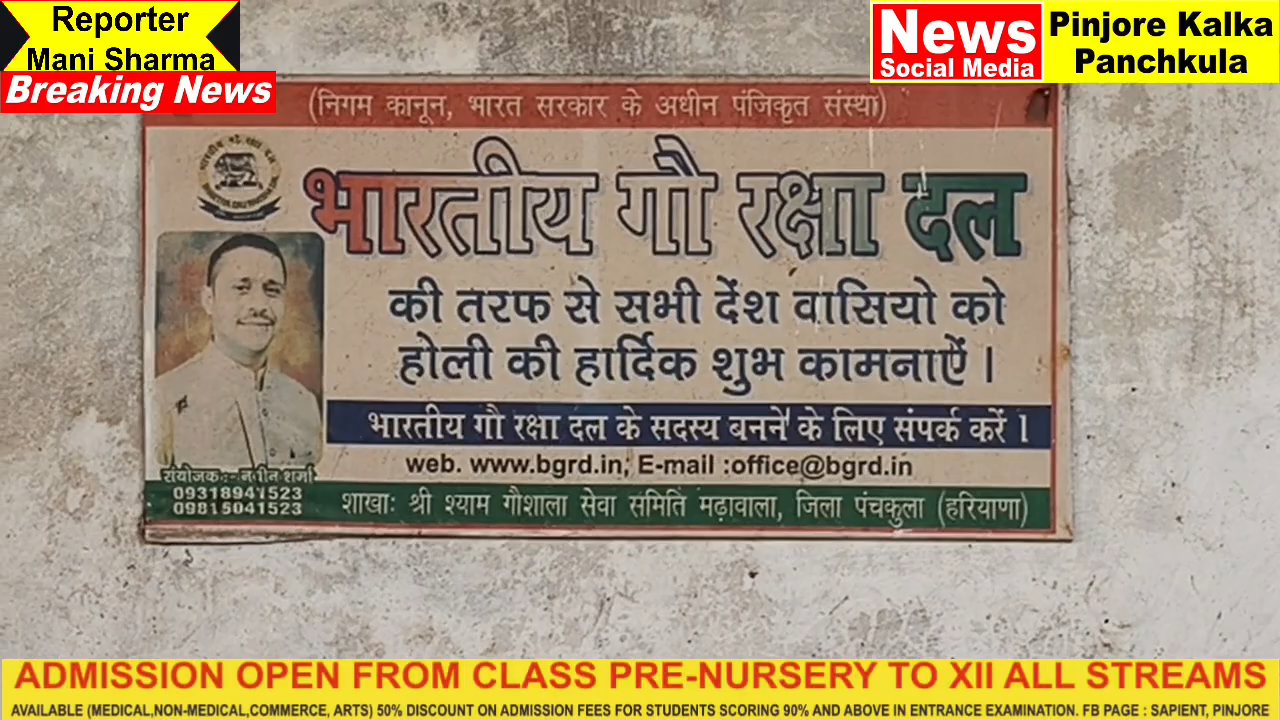 Reporter
Mani Sharma
Breaking News
News
Social Media
Pinjore Kalka
Panchkula
(निगम कानून, भारत सरकार के अधीन पंजिकृत संस्था)
भारतीय गौ रक्षा दल
की तरफ से सभी देंश वासियो को
होली की हार्दिक शुभ कामनाऐं ।
भारतीय गौ रक्षा दल के सदस्य बनने के लिए संपर्क करें ।
web. www.bgrd.in, E-mail :office@bgrd.in
संयोजक:- नवीन शर्मा
09318941523
09815041523
शाखाः श्री श्याम गौशाला सेवा समिति मढ़ावाला, जिला पंचकुला (हरियाणा)
ADMISSION OPEN FROM CLASS PRE-NURSERY TO XII ALL STREAMS
AVAILABLE (MEDICAL,NON-MEDICAL,COMMERCE, ARTS) 50% DISCOUNT ON ADMISSION FEES FOR STUDENTS SCORING 90% AND ABOVE IN ENTRANCE EXAMINATION. FB PAGE : SAPIENT, PINJORE